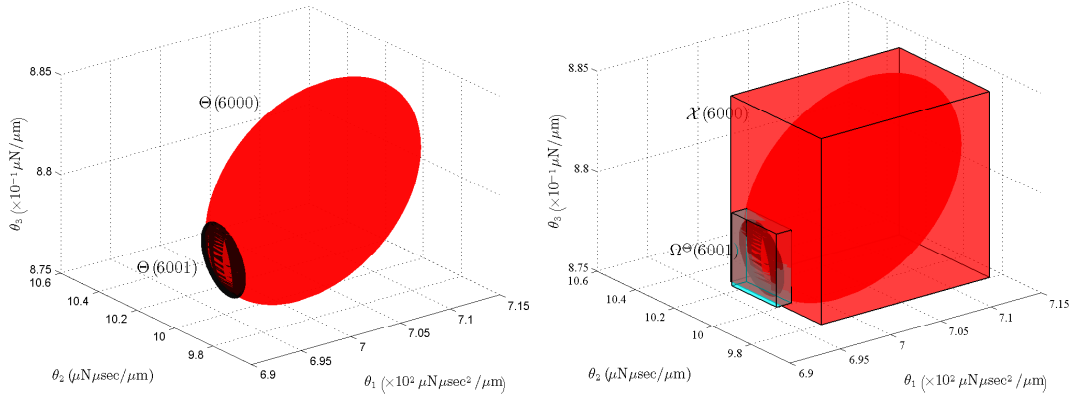 8.85
8.8
8.75
10.6
10.4
10.2
10
9.8
6.9
6.95
7
7.05
7.1
7.15
Θ(6000)
Θ(6001)
θ₃ (×10⁻¹ μN/μm)
θ₂ (μNμsec/μm)
θ₁ (×10² μNμsec²/μm)
8.85
8.8
8.75
10.6
10.4
10.2
10
9.8
6.9
6.95
7
7.05
7.1
7.15
𝒳(6000)
Ω^Θ(6001)
θ₃ (×10⁻¹ μN/μm)
θ₂ (μNμsec/μm)
θ₁ (×10² μNμsec²/μm)